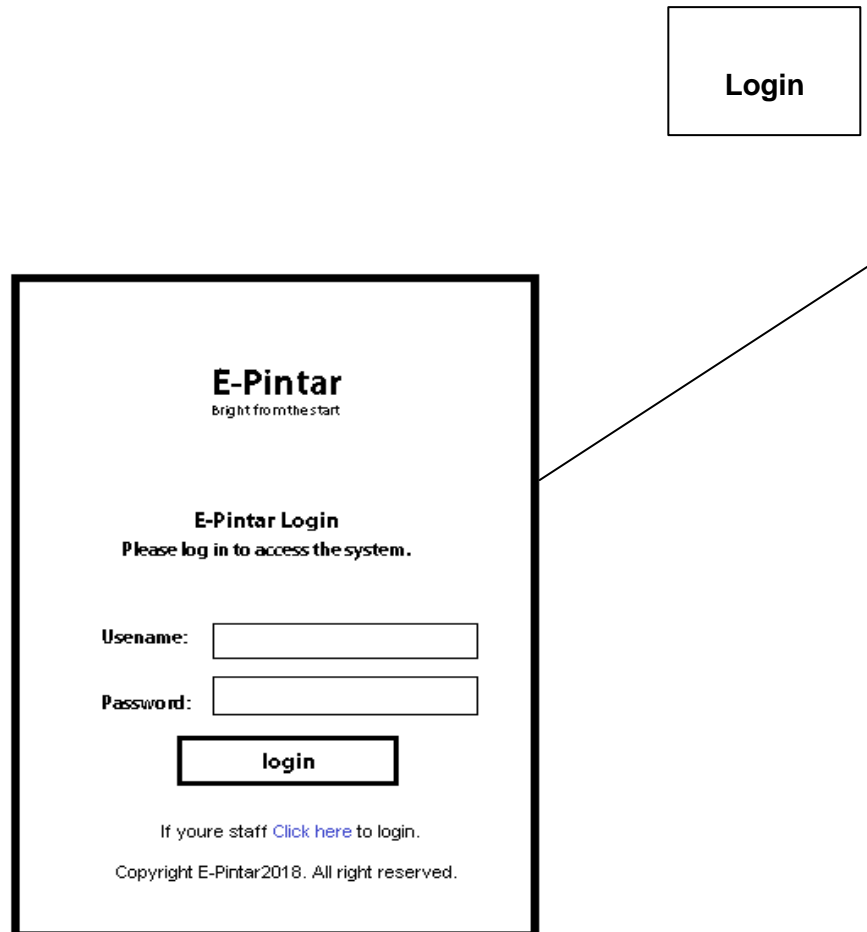 Login
E-Pintar
Bright from the start
E-Pintar Login
Please log in to access the system.
Usename:
Password:
login
If youre staff Click here to login.
Copyright E-Pintar2018. All right reserved.